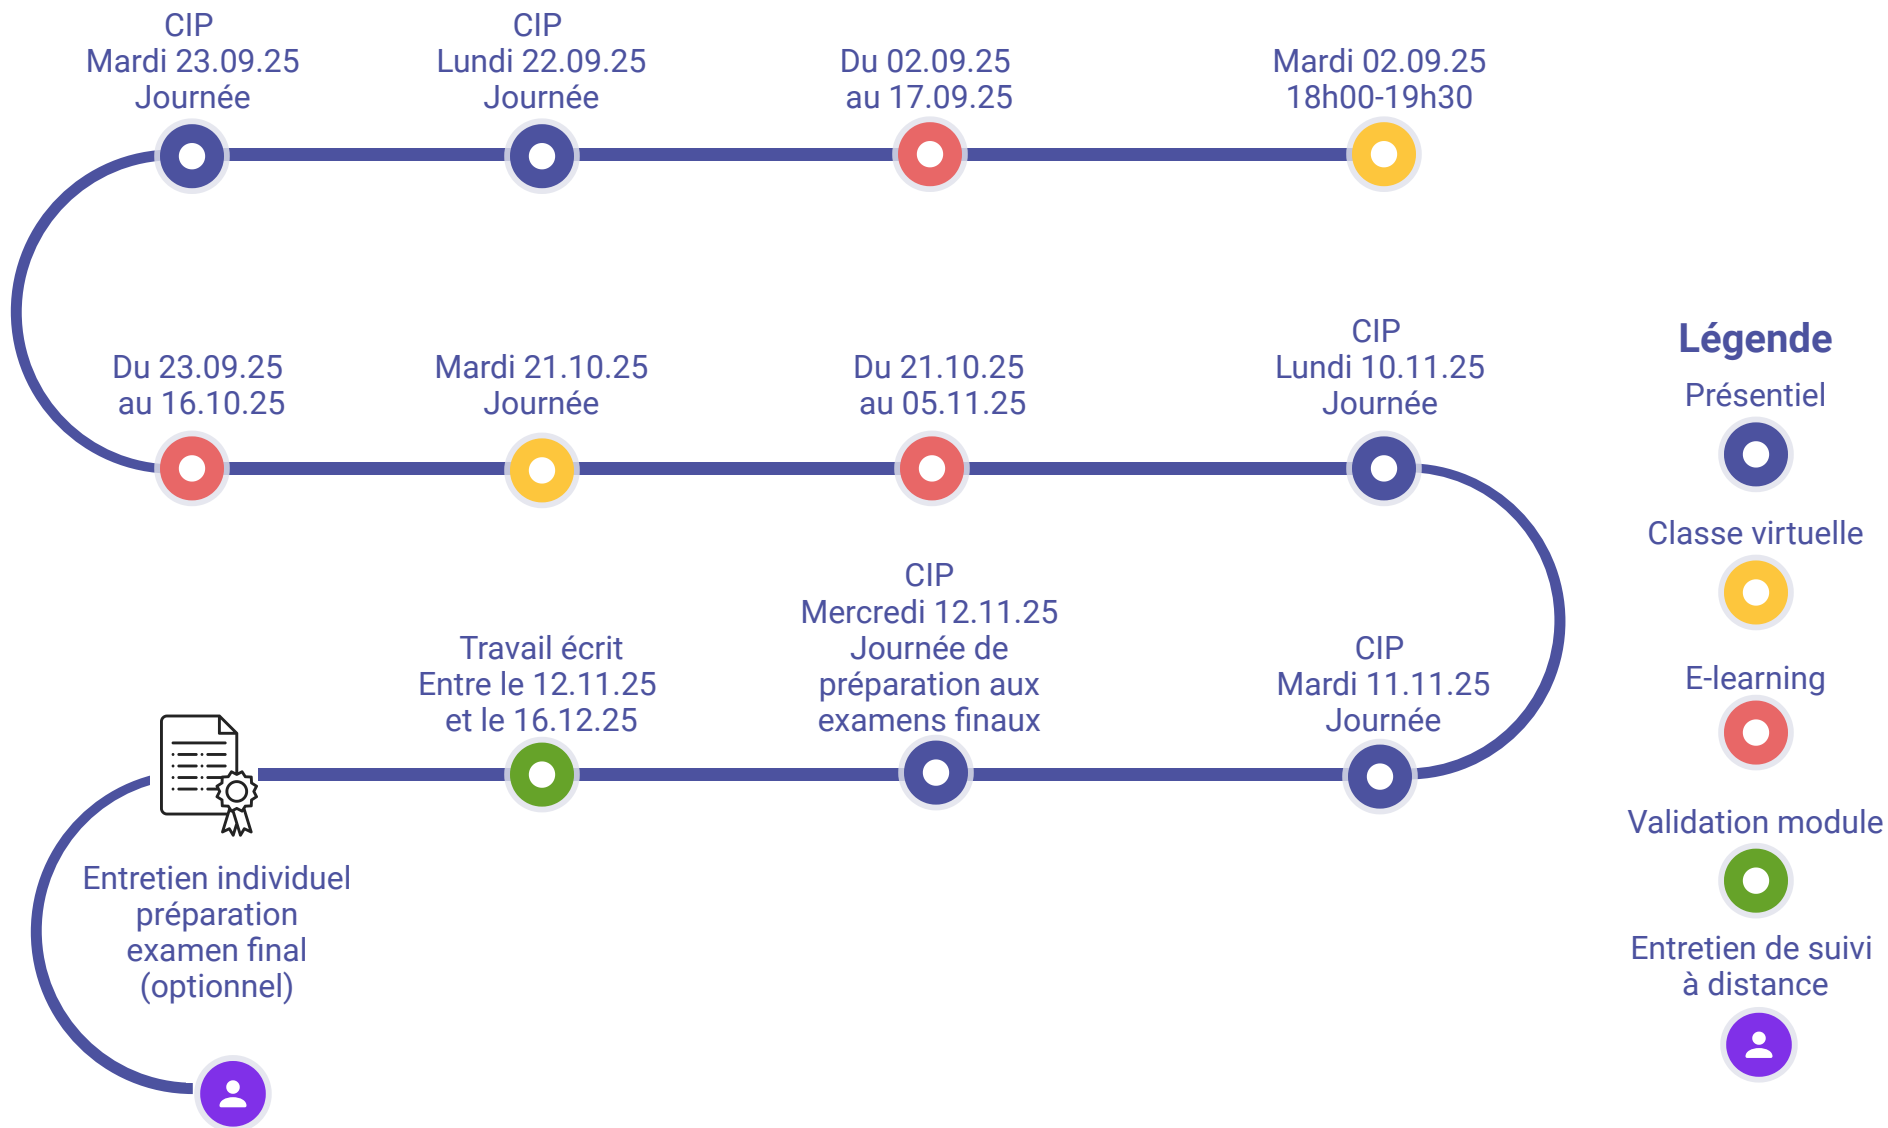 CIP
Mardi 23.09.25
Journée
CIP
Lundi 22.09.25
Journée
Du 02.09.25
au 17.09.25
Mardi 02.09.25
18h00-19h30
Du 23.09.25
au 16.10.25
Mardi 21.10.25
Journée
Du 21.10.25
au 05.11.25
CIP
Lundi 10.11.25
Journée
Travail écrit
Entre le 12.11.25
et le 16.12.25
CIP
Mercredi 12.11.25
Journée de
préparation aux
examens finaux
CIP
Mardi 11.11.25
Journée
Entretien individuel
préparation
examen final
(optionnel)
Légende
Présentiel
Classe virtuelle
E-learning
Validation module
Entretien de suivi
à distance